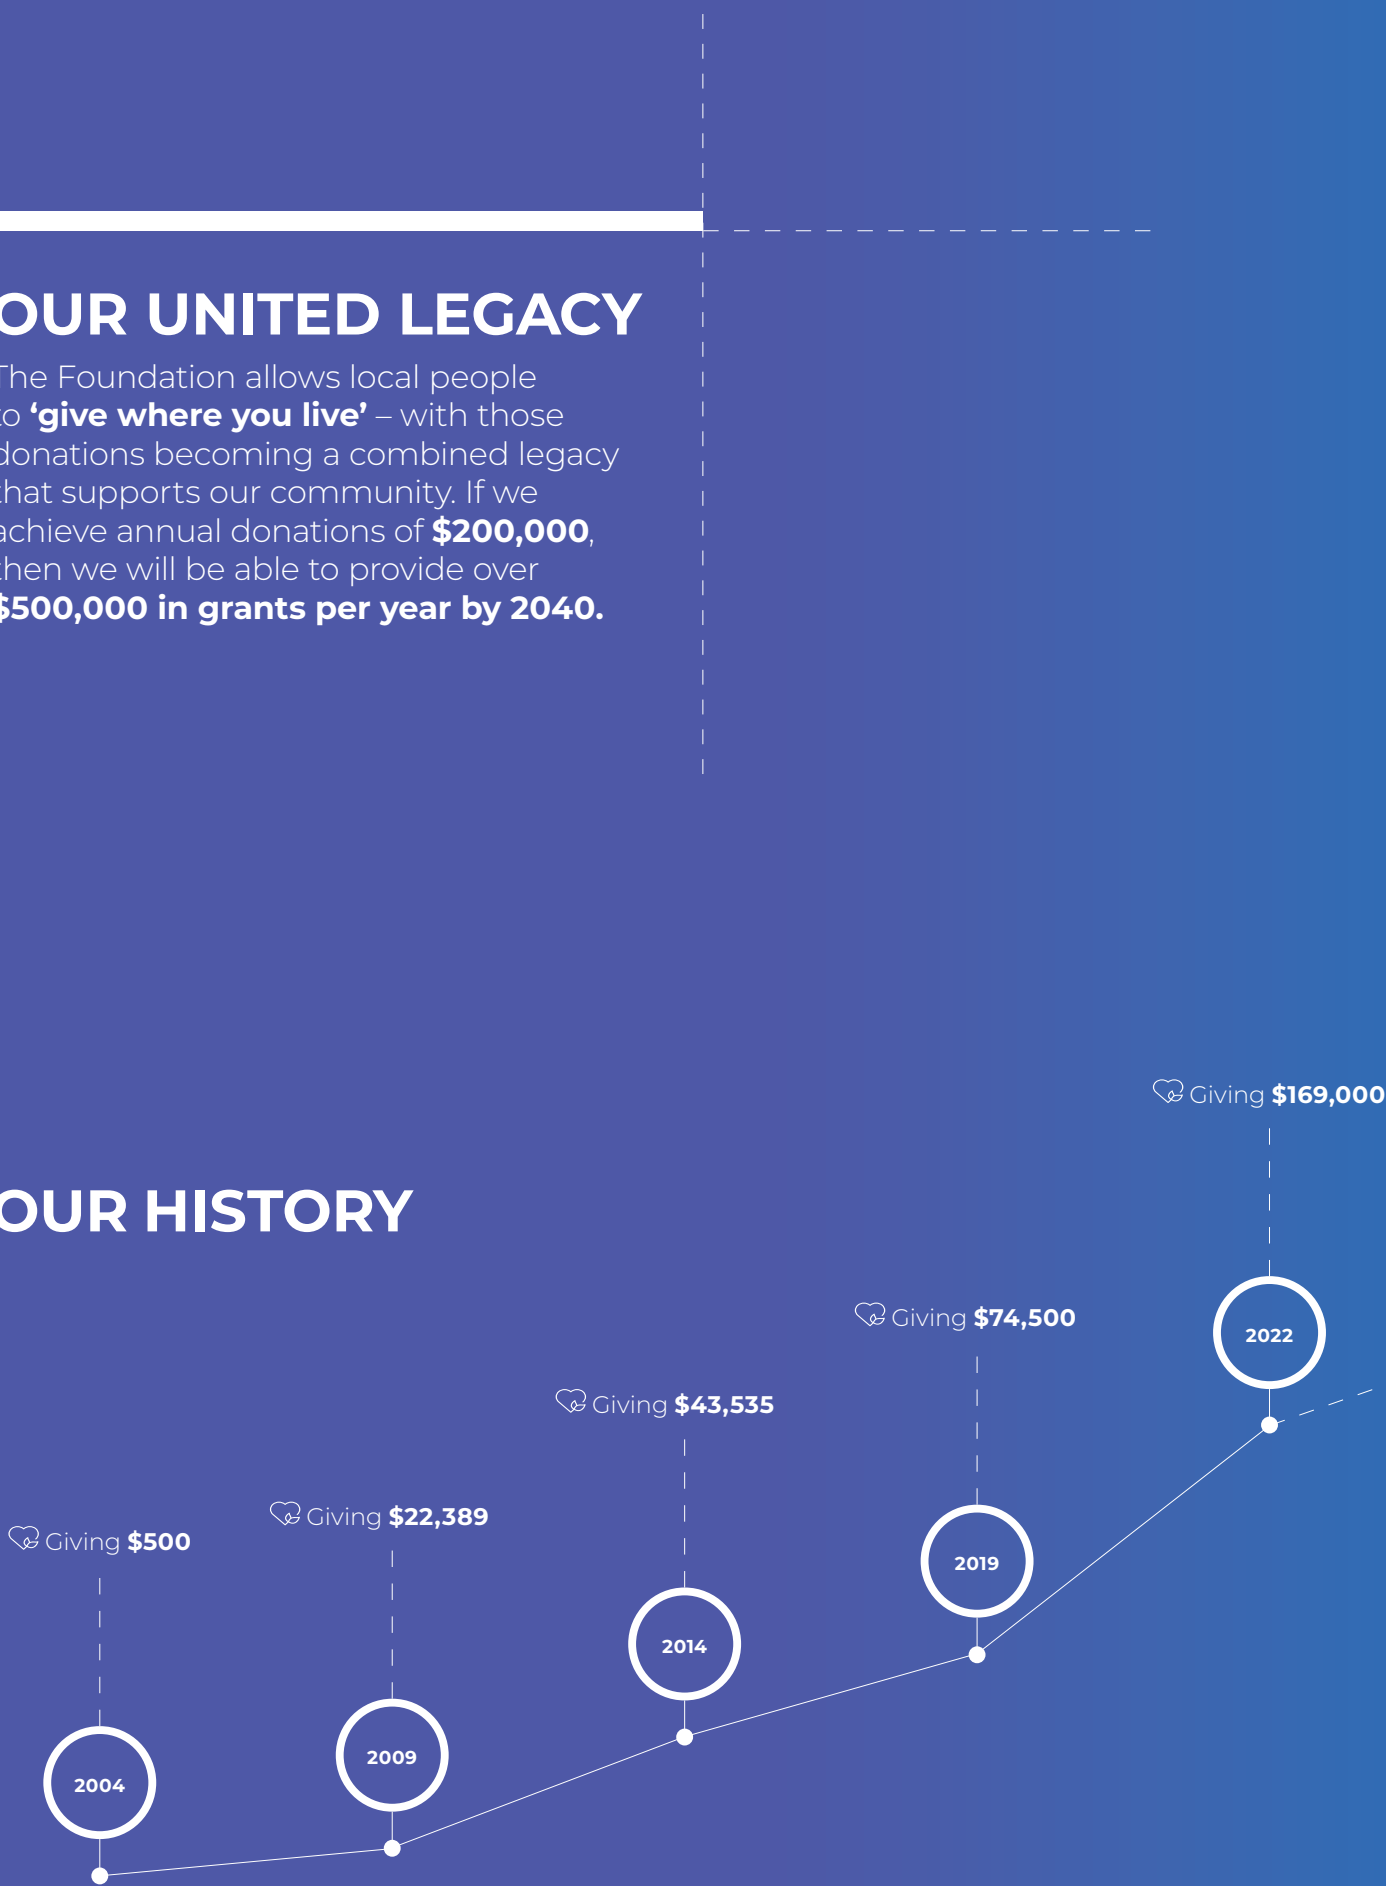 OUR UNITED LEGACY
The Foundation allows local people
to ‘give where you live’ – with those
donations becoming a combined legacy
that supports our community. If we
achieve annual donations of $200,000,
then we will be able to provide over
$500,000 in grants per year by 2040.
Giving $169,000
OUR HISTORY
2022
Giving $74,500
Giving $43,535
Giving $22,389
Giving $500
2019
2014
2009
2004